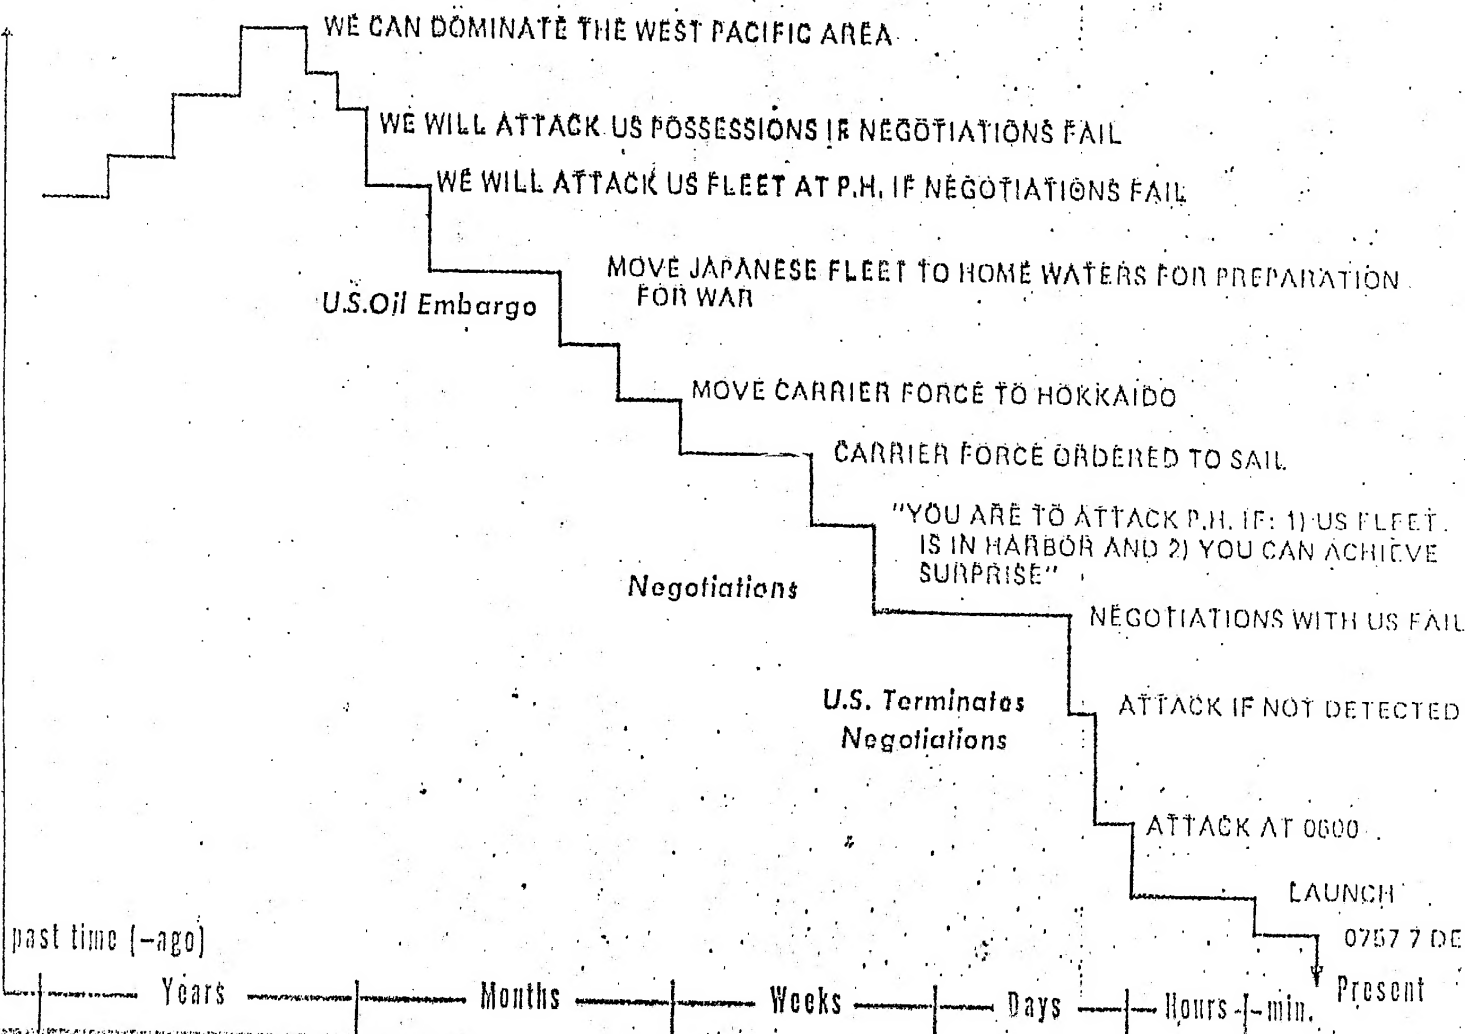 WE CAN DOMINATE THE WEST PACIFIC AREA
WE WILL ATTACK US POSSESSIONS IF NEGOTIATIONS FAIL
WE WILL ATTACK US FLEET AT P.H. IF NEGOTIATIONS FAIL
MOVE JAPANESE FLEET TO HOME WATERS FOR PREPARATION
FOR WAR
U.S. Oil Embargo
MOVE CARRIER FORCE TO HOKKAIDO
CARRIER FORCE ORDERED TO SAIL
"YOU ARE TO ATTACK P.H. IF: 1) US FLEET
IS IN HARBOR AND 2) YOU CAN ACHIEVE
SURPRISE"
Negotiations
NEGOTIATIONS WITH US FAIL
U.S. Terminates
Negotiations
ATTACK IF NOT DETECTED
ATTACK AT 0600
LAUNCH
0757 7 DE
past time (-ago)
Years Months Weeks Days Hours min. Present